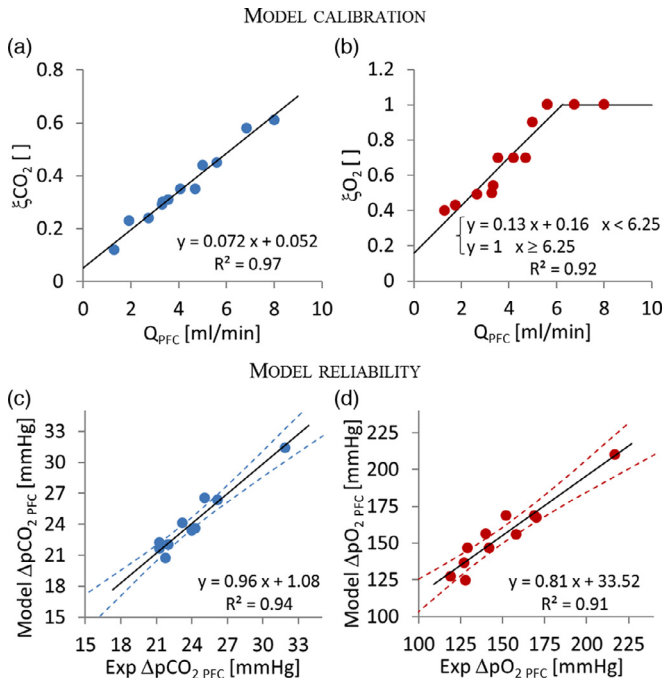 MODEL CALIBRATION
(a)
0.8
0.6
0.4
0.2
0
ξCO₂ [ ]
y = 0.072 x + 0.052
R² = 0.97
0 2 4 6 8 10
Q_PFC [ml/min]
(b)
1.2
1
0.8
0.6
0.4
0.2
0
ξO₂ [ ]
y = 0.13 x + 0.16 x < 6.25
y = 1 x ≥ 6.25
R² = 0.92
0 2 4 6 8 10
Q_PFC [ml/min]
MODEL RELIABILITY
(c)
33
30
27
24
21
18
15
Model ΔpCO₂ PFC [mmHg]
y = 0.96 x + 1.08
R² = 0.94
15 18 21 24 27 30 33
Exp ΔpCO₂ PFC [mmHg]
(d)
225
200
175
150
125
100
Model ΔpO₂ PFC [mmHg]
y = 0.81 x + 33.52
R² = 0.91
100 125 150 175 200 225
Exp ΔpO₂ PFC [mmHg]